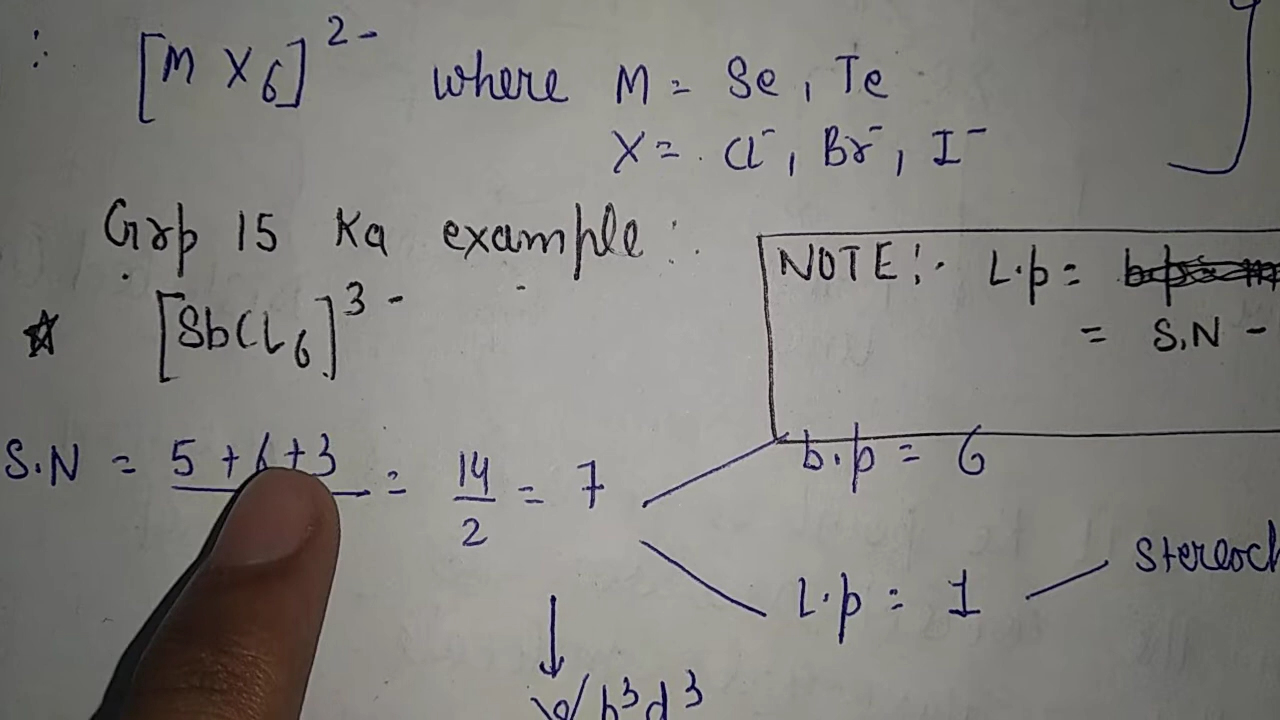 ∴ [M X6]2- where M = Se, Te
X = Cl-, Br-, I-
Grp 15 Ka example :
[SbCl6]3-
NOTE :- L.p =
= S.N -
S.N = 5 + 6 + 3 = 14/2 = 7
b.p = 6
L.p = 1
p3d3